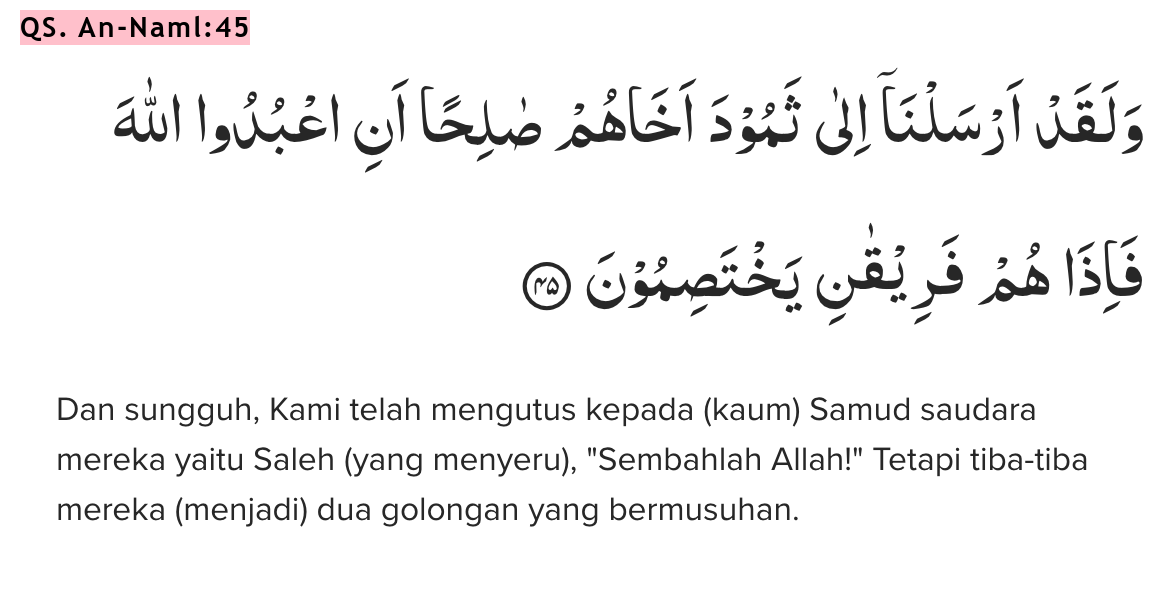 QS. An-Naml:45
وَلَقَدْ اَرْسَلْنَآ اِلٰى ثَمُوْدَ اَخَاهُمْ صٰلِحًا اَنِ اعْبُدُوا اللّٰهَ
فَاِذَا هُمْ فَرِيْقٰنِ يَخْتَصِمُوْنَ ۝٤٥
Dan sungguh, Kami telah mengutus kepada (kaum) Samud saudara
mereka yaitu Saleh (yang menyeru), "Sembahlah Allah!" Tetapi tiba-tiba
mereka (menjadi) dua golongan yang bermusuhan.